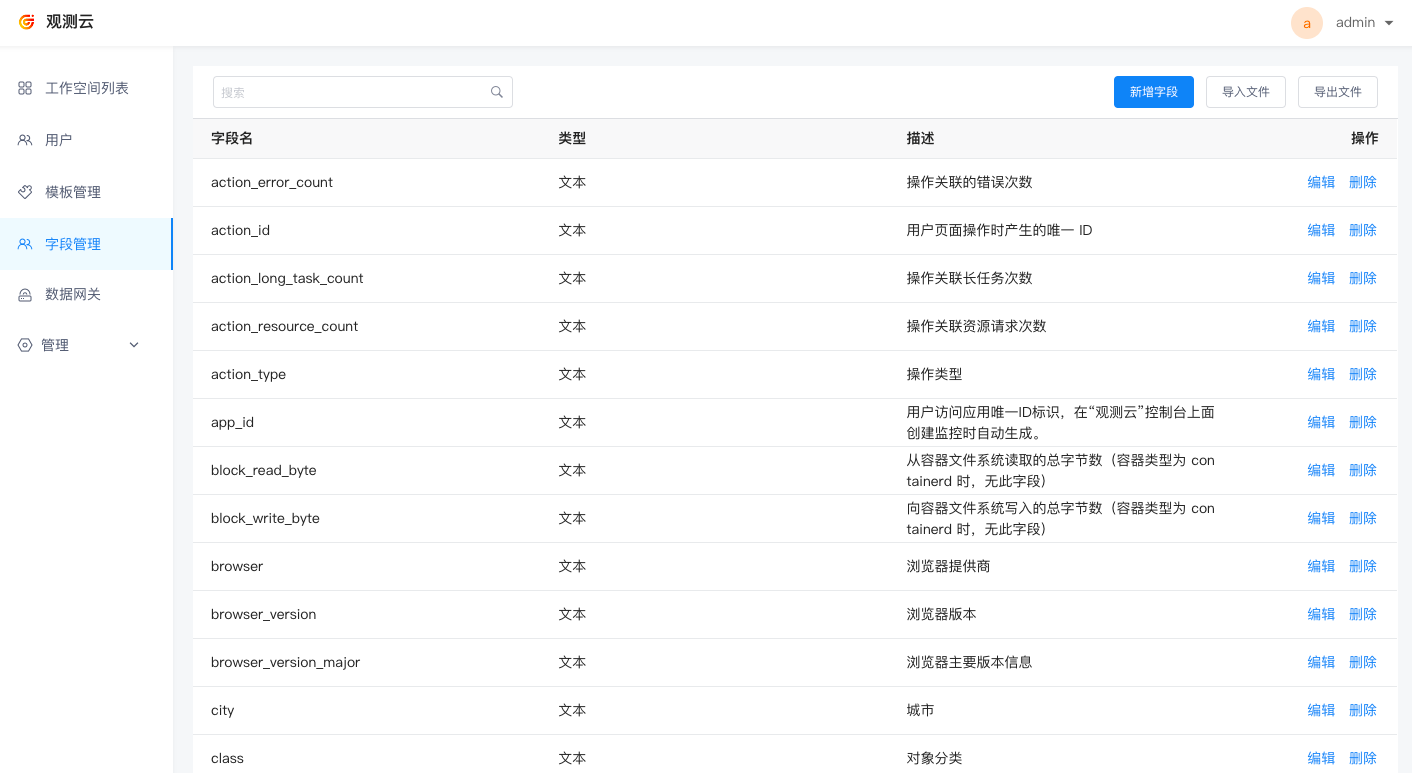 观测云
a admin
工作空间列表
用户
模板管理
字段管理
数据网关
管理
搜索
新增字段 导入文件 导出文件
字段名 类型 描述 操作
action_error_count 文本 操作关联的错误次数 编辑 删除
action_id 文本 用户页面操作时产生的唯一 ID 编辑 删除
action_long_task_count 文本 操作关联长任务次数 编辑 删除
action_resource_count 文本 操作关联资源请求次数 编辑 删除
action_type 文本 操作类型 编辑 删除
app_id 文本 用户访问应用唯一ID标识，在“观测云”控制台上面
创建监控时自动生成。 编辑 删除
block_read_byte 文本 从容器文件系统读取的总字节数（容器类型为 con
tainerd 时，无此字段） 编辑 删除
block_write_byte 文本 向容器文件系统写入的总字节数（容器类型为 con
tainerd 时，无此字段） 编辑 删除
browser 文本 浏览器提供商 编辑 删除
browser_version 文本 浏览器版本 编辑 删除
browser_version_major 文本 浏览器主要版本信息 编辑 删除
city 文本 城市 编辑 删除
class 文本 对象分类 编辑 删除